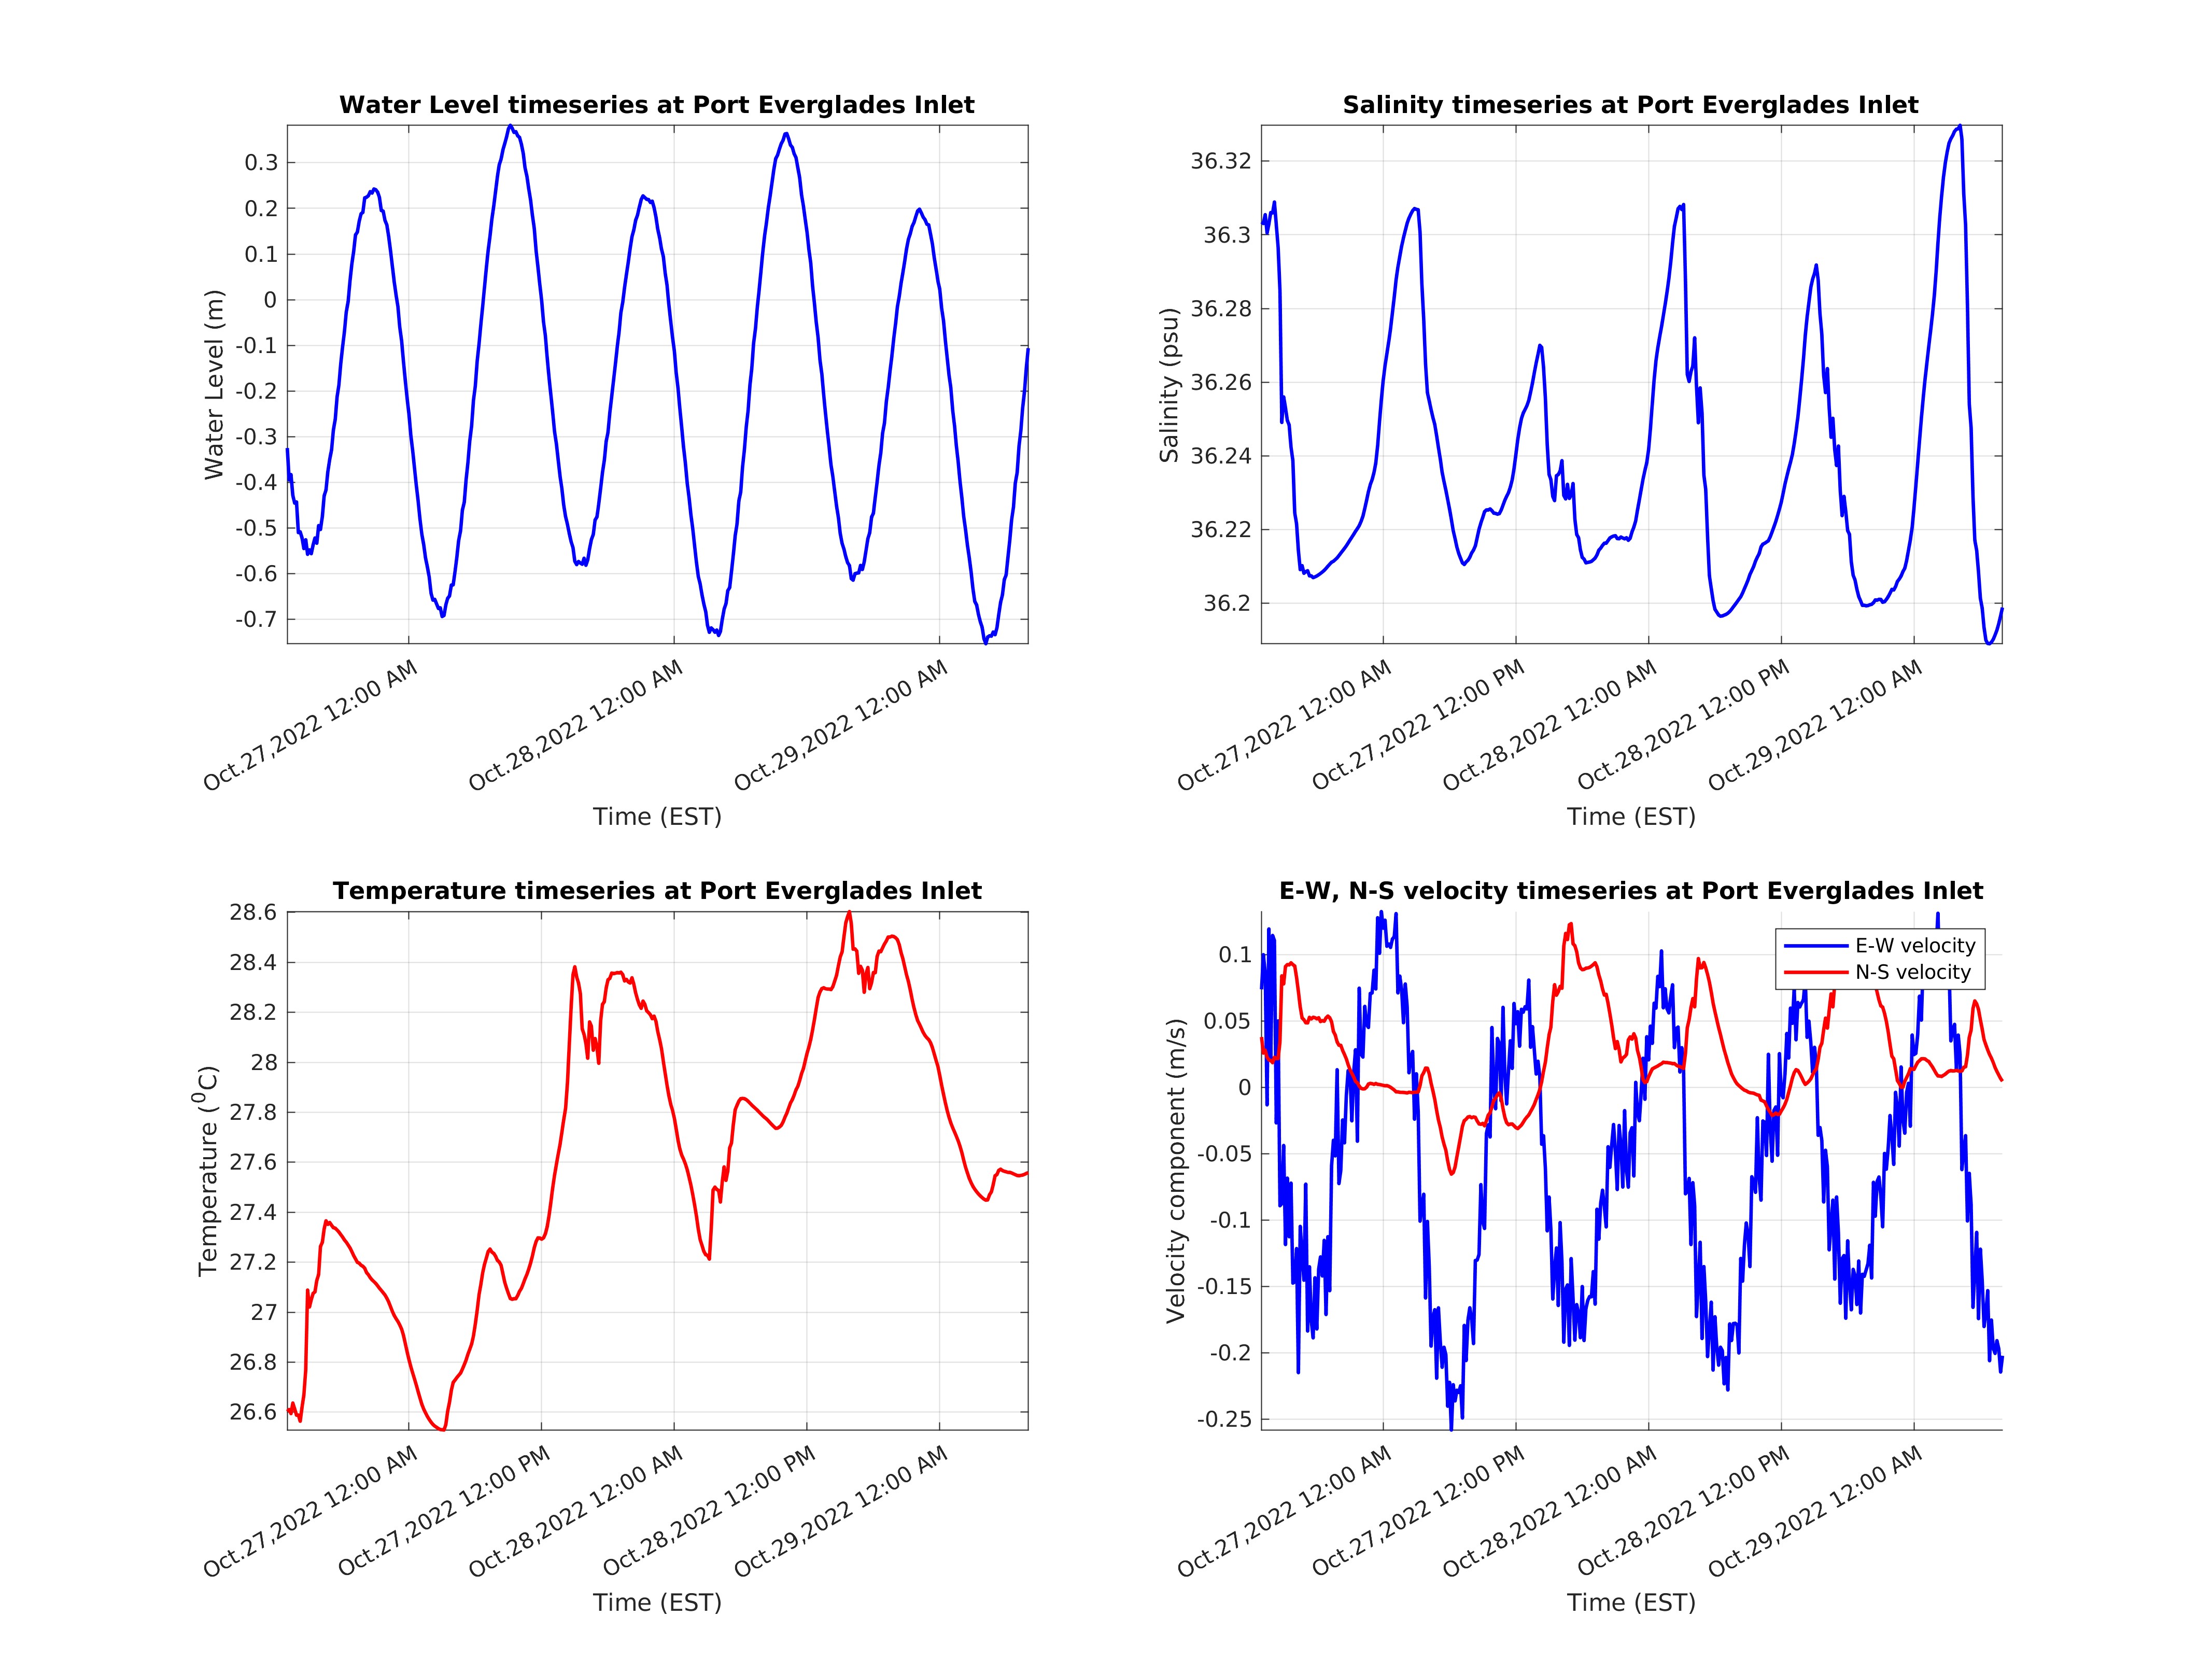 Water Level timeseries at Port Everglades Inlet
0.3
0.2
0.1
0
-0.1
-0.2
-0.3
-0.4
-0.5
-0.6
-0.7
Water Level (m)
Oct.27,2022 12:00 AM
Oct.28,2022 12:00 AM
Oct.29,2022 12:00 AM
Time (EST)
Salinity timeseries at Port Everglades Inlet
36.32
36.3
36.28
36.26
36.24
36.22
36.2
Salinity (psu)
Oct.27,2022 12:00 AM
Oct.27,2022 12:00 PM
Oct.28,2022 12:00 AM
Oct.28,2022 12:00 PM
Oct.29,2022 12:00 AM
Time (EST)
Temperature timeseries at Port Everglades Inlet
28.6
28.4
28.2
28
27.8
27.6
27.4
27.2
27
26.8
26.6
Temperature (⁰C)
Oct.27,2022 12:00 AM
Oct.27,2022 12:00 PM
Oct.28,2022 12:00 AM
Oct.28,2022 12:00 PM
Oct.29,2022 12:00 AM
Time (EST)
E-W, N-S velocity timeseries at Port Everglades Inlet
E-W velocity
N-S velocity
0.1
0.05
0
-0.05
-0.1
-0.15
-0.2
-0.25
Velocity component (m/s)
Oct.27,2022 12:00 AM
Oct.27,2022 12:00 PM
Oct.28,2022 12:00 AM
Oct.28,2022 12:00 PM
Oct.29,2022 12:00 AM
Time (EST)